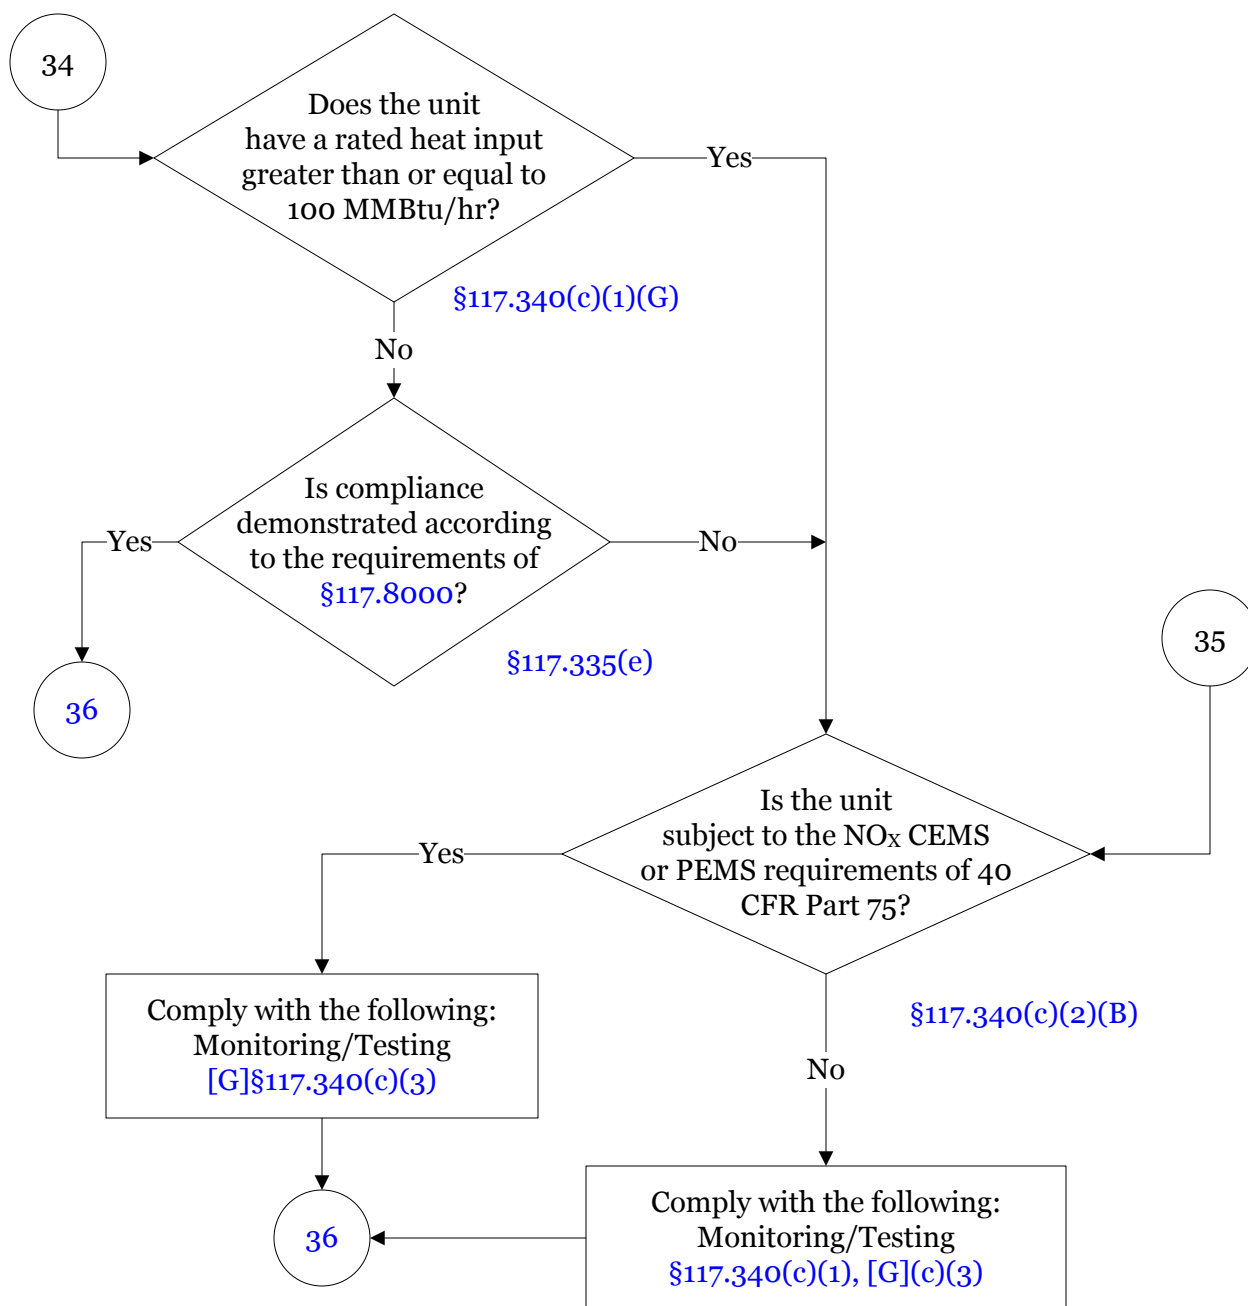 34
Does the unit
have a rated heat input
greater than or equal to
100 MMBtu/hr?
Yes
§117.340(c)(1)(G)
No
Is compliance
demonstrated according
to the requirements of
§117.8000?
Yes
No
§117.335(e)
36
35
Is the unit
subject to the NOX CEMS
or PEMS requirements of 40
CFR Part 75?
Yes
§117.340(c)(2)(B)
No
Comply with the following:
Monitoring/Testing
[G]§117.340(c)(3)
36
Comply with the following:
Monitoring/Testing
§117.340(c)(1), [G](c)(3)